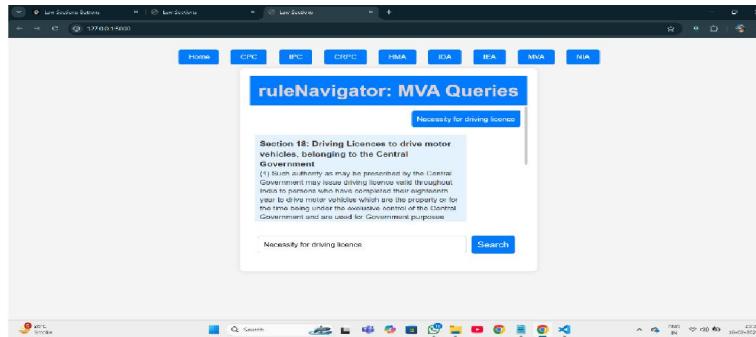 Law Sections
Law Sections
127.0.0.1:5000
Home CPC IPC CRPC HMA IDA IEA MVA NIA
ruleNavigator: MVA Queries
Necessity for driving licence
Section 18: Driving Licences to drive motor
vehicles, belonging to the Central
Government
(1) Such authority as may be prescribed by the Central
Government may issue driving licence valid throughout
India to persons who have completed their eighteenth
year to drive motor vehicles which are the property or for
the time being under the exclusive control of the Central
Government and are used for Government purposes
Necessity for driving licence
Search
Search
Smoke
IN